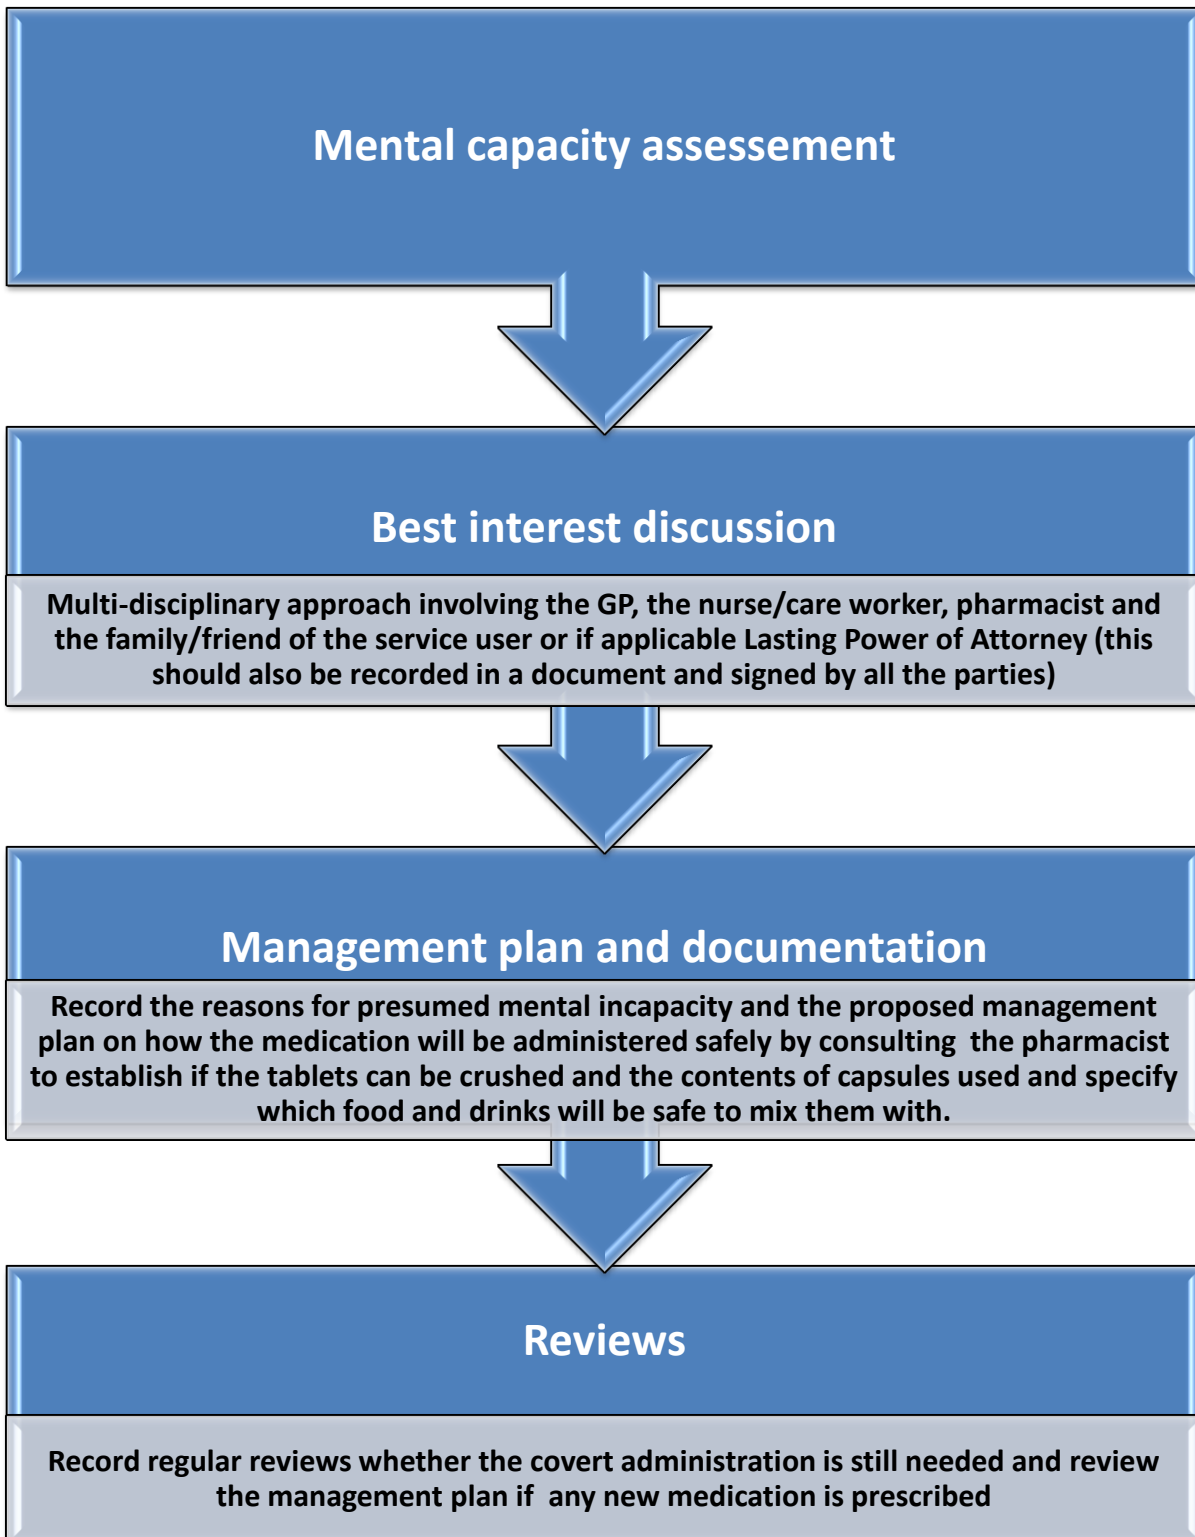 Mental capacity assessement
Best interest discussion
Multi-disciplinary approach involving the GP, the nurse/care worker, pharmacist and
the family/friend of the service user or if applicable Lasting Power of Attorney (this
should also be recorded in a document and signed by all the parties)
Management plan and documentation
Record the reasons for presumed mental incapacity and the proposed management
plan on how the medication will be administered safely by consulting  the pharmacist
to establish if the tablets can be crushed and the contents of capsules used and specify
which food and drinks will be safe to mix them with.
Reviews
Record regular reviews whether the covert administration is still needed and review
the management plan if  any new medication is prescribed